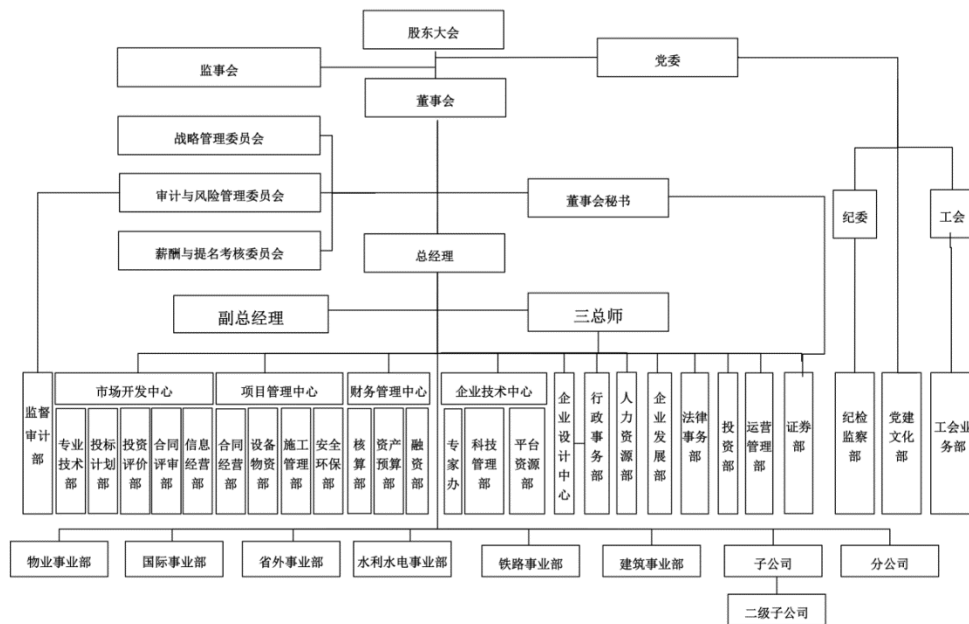 股东大会
监事会
党委
董事会
战略管理委员会
审计与风险管理委员会
董事会秘书
纪委
工会
薪酬与提名考核委员会
总经理
副总经理
三总师
监督审计部
市场开发中心
项目管理中心
财务管理中心
企业技术中心
企业设计中心
行政事务部
人力资源部
企业发展部
法律事务部
投资部
运营管理部
证券部
纪检监察部
党建文化部
工会业务部
专业技术部
投标计划部
投资评价部
合同评审部
信息经营部
合同经营部
设备物资部
施工管理部
安全环保部
核算部
资产预算部
融资部
专家办
科技管理部
平台资源部
物业事业部
国际事业部
省外事业部
水利水电事业部
铁路事业部
建筑事业部
子公司
分公司
二级子公司